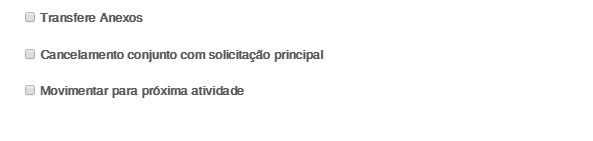 Transfere Anexos
Cancelamento conjunto com solicitação principal
Movimentar para próxima atividade